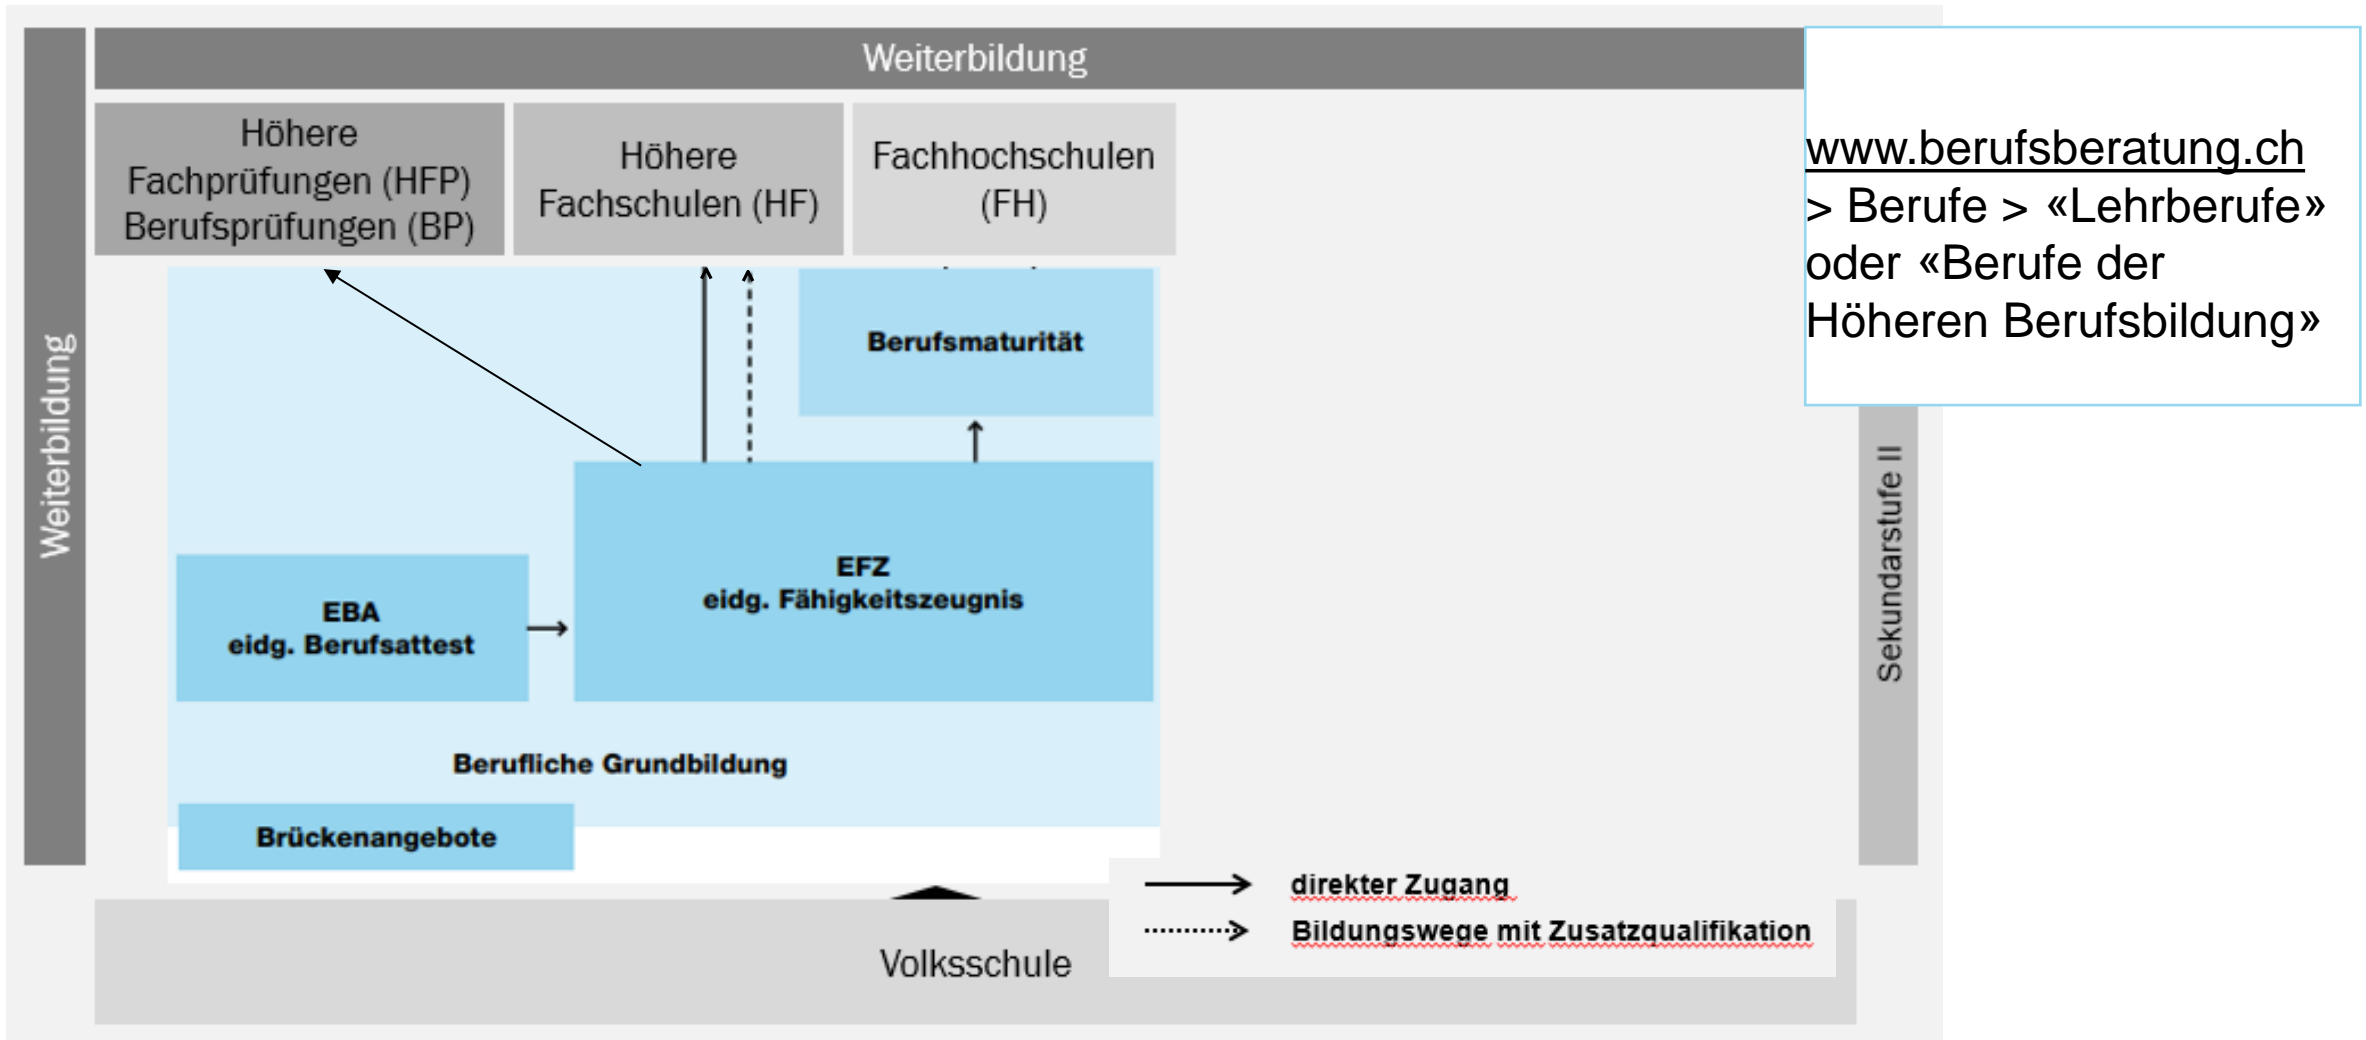 Weiterbildung
Weiterbildung
Höhere
Fachprüfungen (HFP)
Berufsprüfungen (BP)
Höhere
Fachschulen (HF)
Fachhochschulen
(FH)
www.berufsberatung.ch
> Berufe > «Lehrberufe»
oder «Berufe der
Höheren Berufsbildung»
Berufsmaturität
EFZ
eidg. Fähigkeitszeugnis
EBA
eidg. Berufsattest
Sekundarstufe II
Berufliche Grundbildung
Brückenangebote
direkter Zugang
Bildungswege mit Zusatzqualifikation
Volksschule